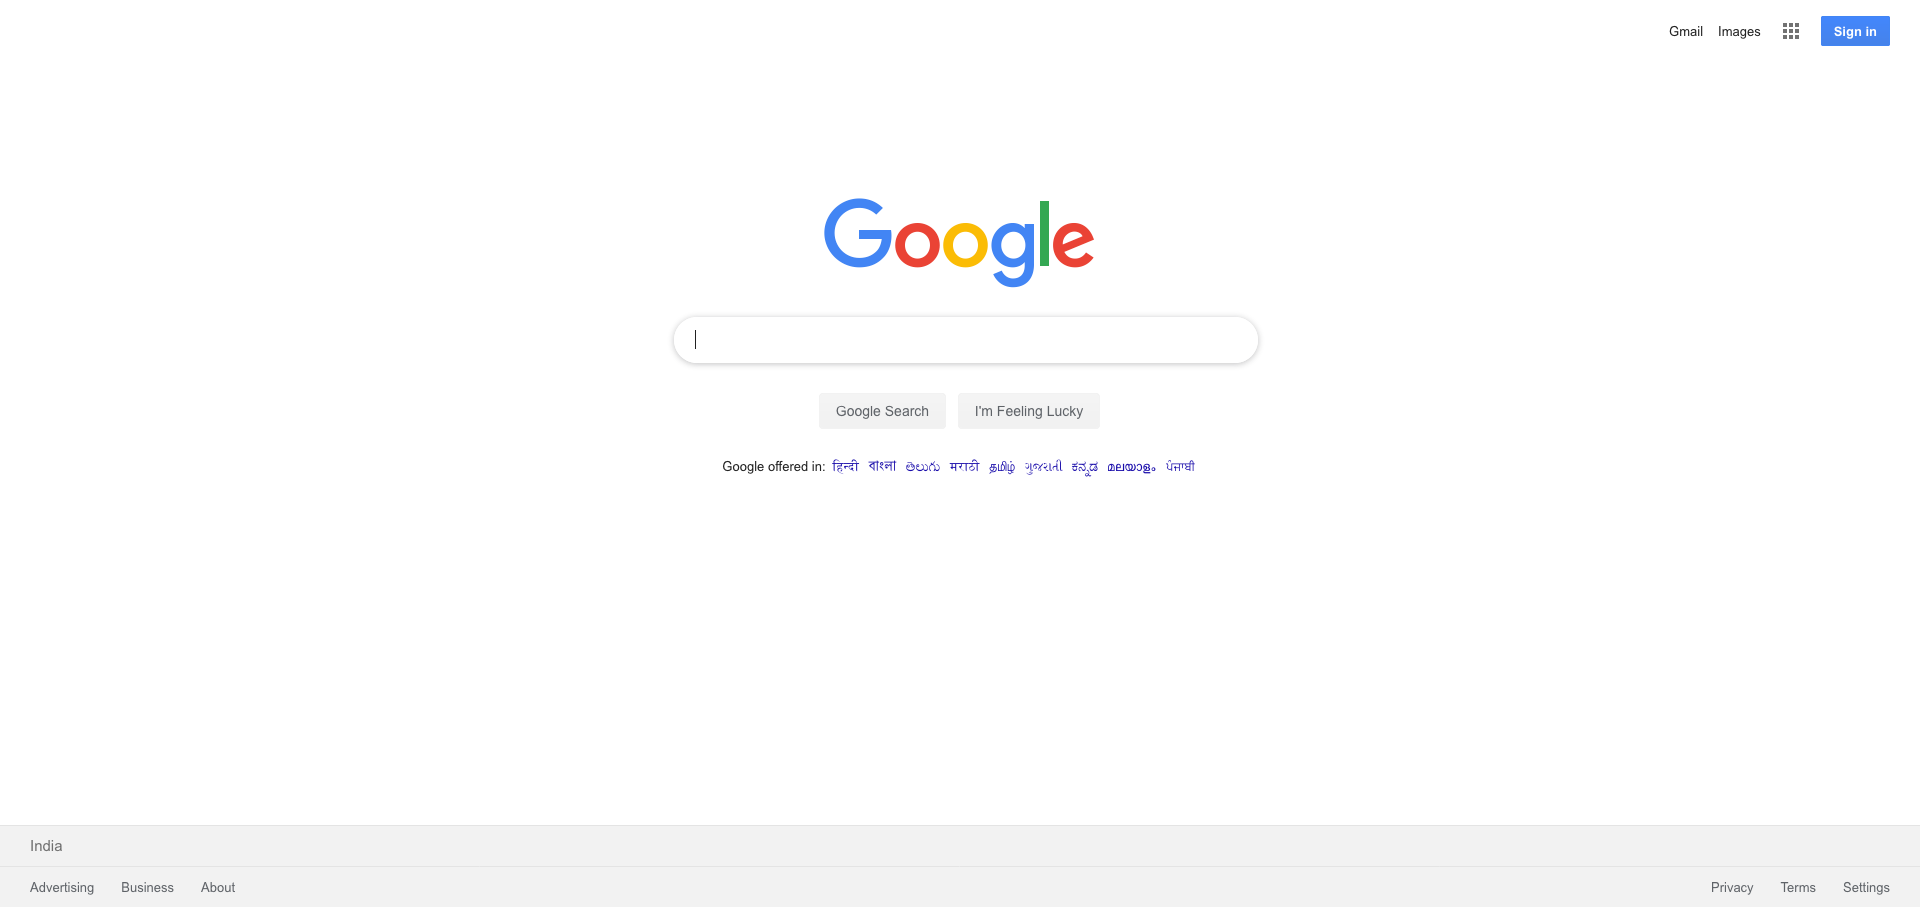 Gmail Images Sign in
Google
Google Search I'm Feeling Lucky
Google offered in: हिन्दी বাংলা తెలుగు मराठी தமிழ் ગુજરાતી ಕನ್ನಡ മലയാളം ਪੰਜਾਬੀ
India
Advertising Business About Privacy Terms Settings